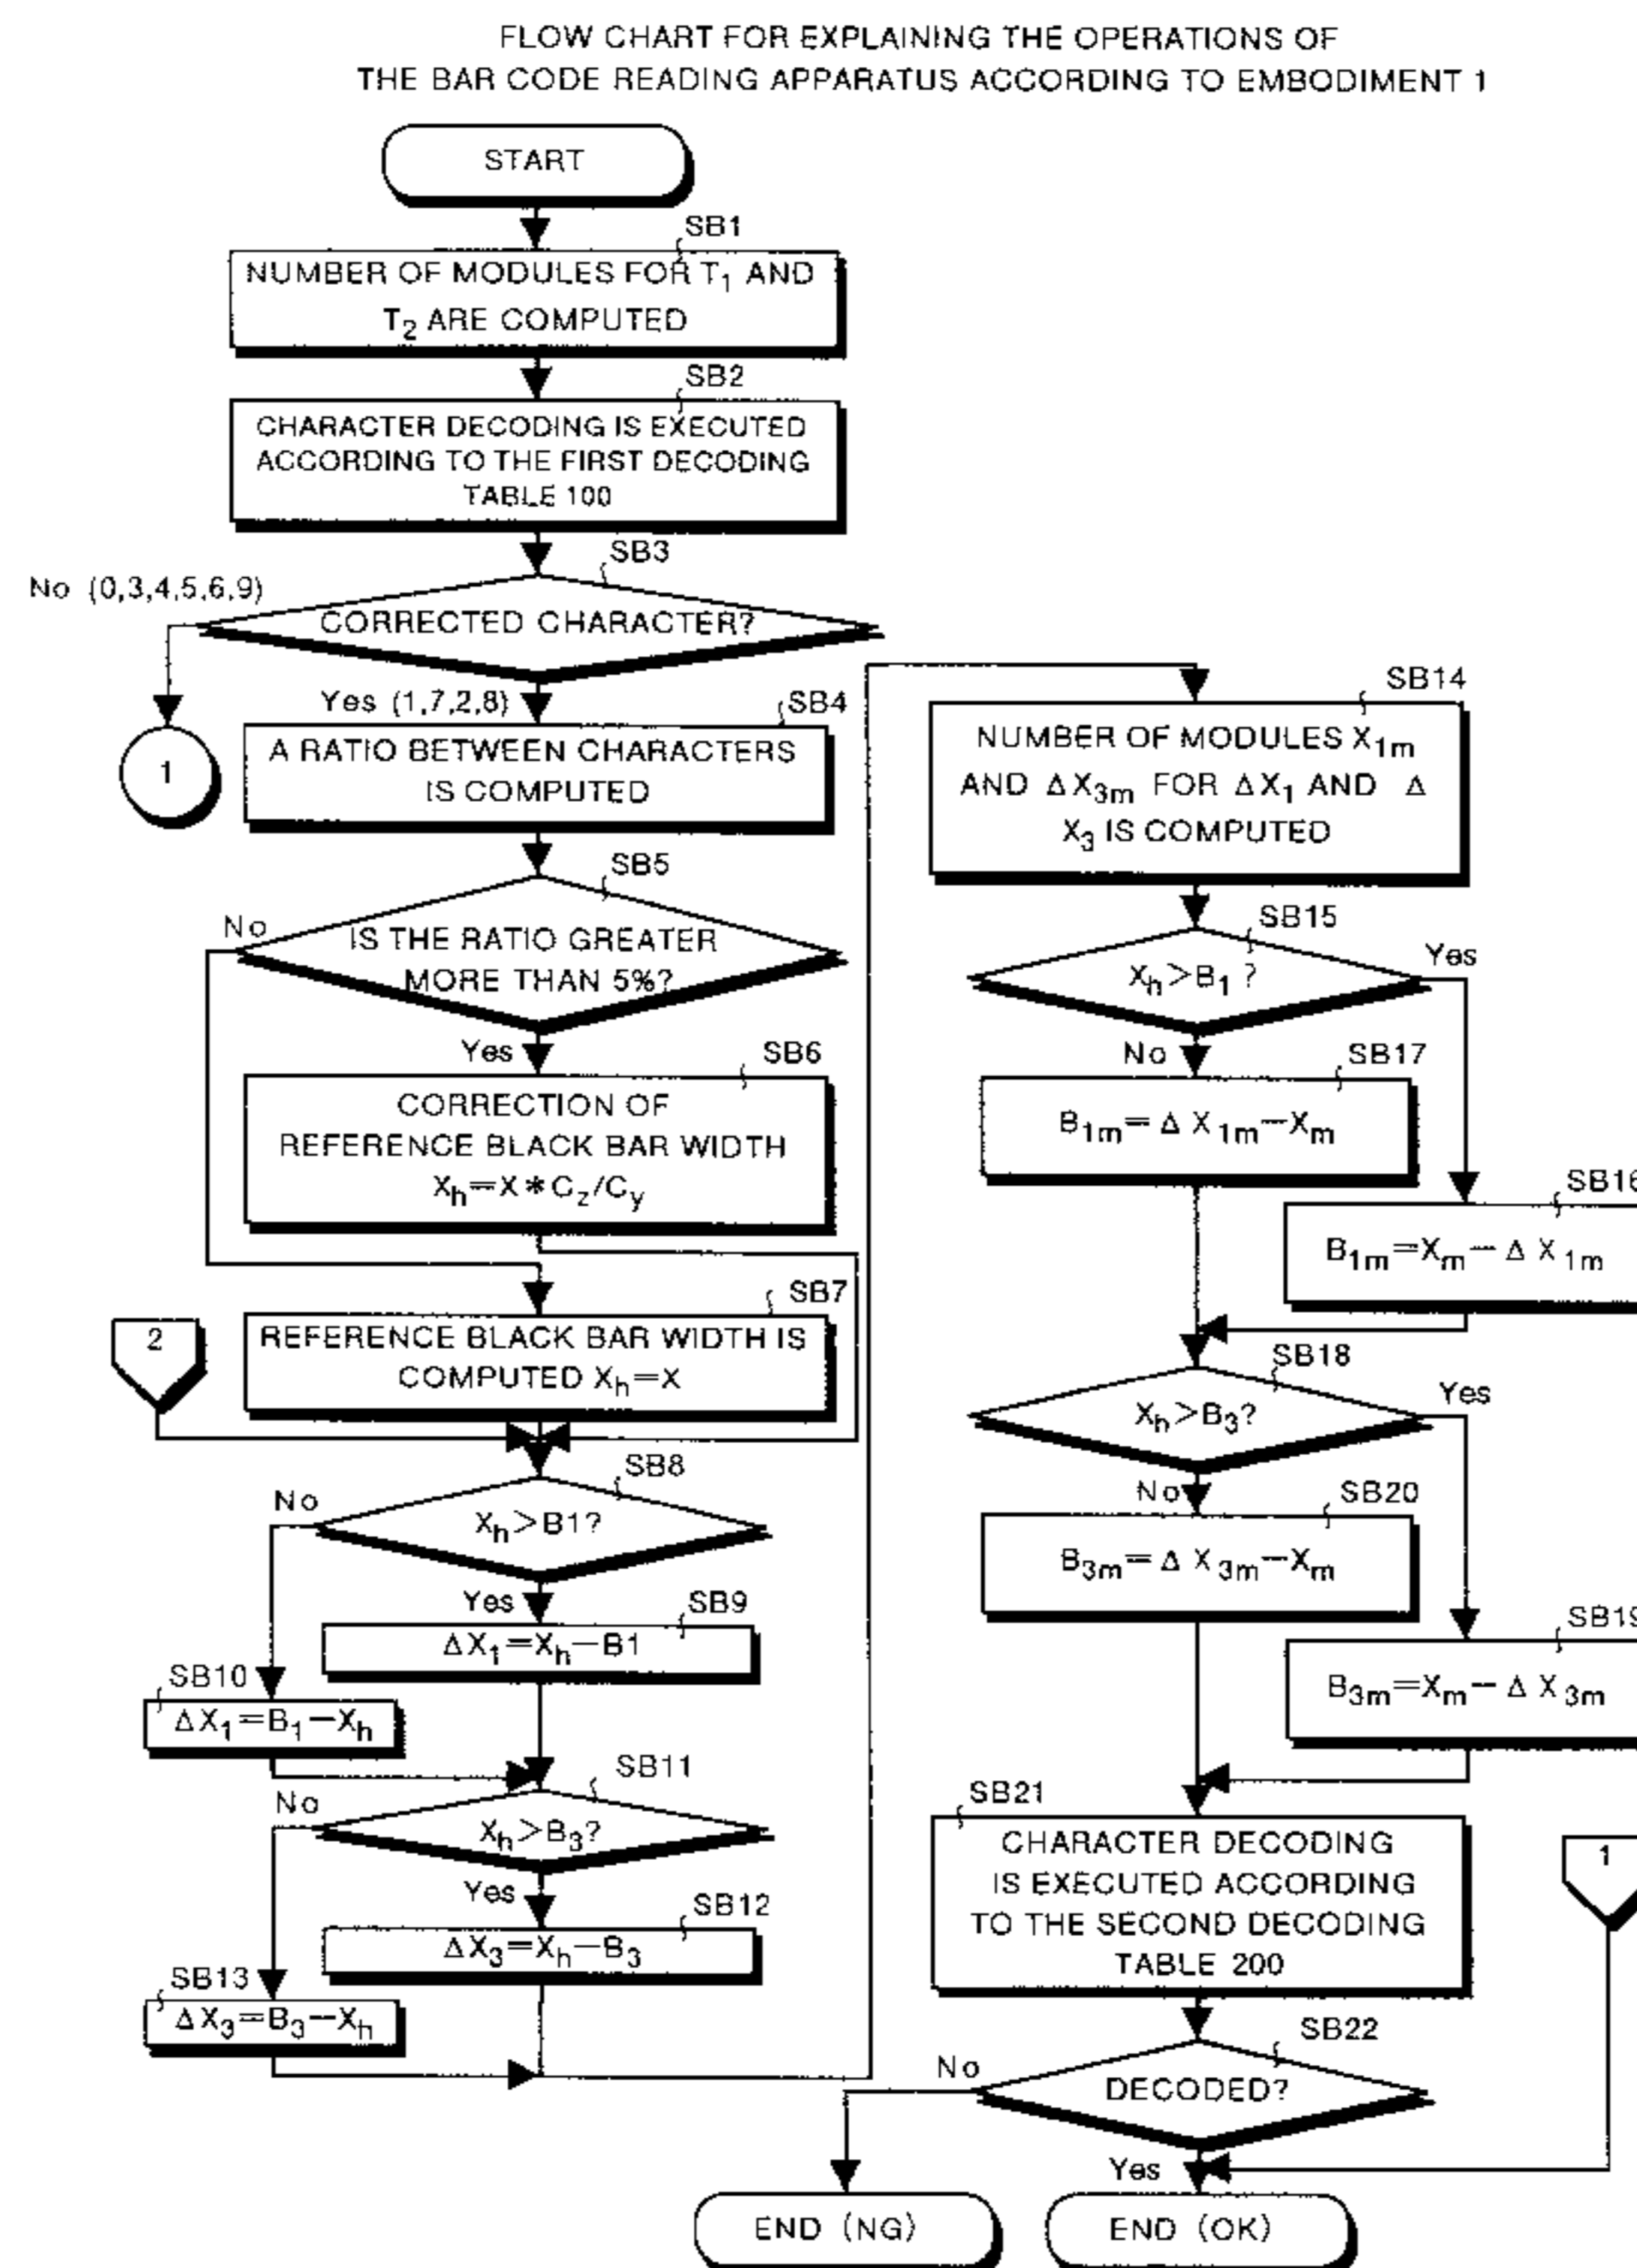 FLOW CHART FOR EXPLAINING THE OPERATIONS OF
THE BAR CODE READING APPARATUS ACCORDING TO EMBODIMENT 1
START
SB1
NUMBER OF MODULES FOR T1 AND
T2 ARE COMPUTED
SB2
CHARACTER DECODING IS EXECUTED
ACCORDING TO THE FIRST DECODING
TABLE 100
SB3
No (0,3,4,5,6,9)
CORRECTED CHARACTER?
1
Yes (1,7,2,8)
SB4
A RATIO BETWEEN CHARACTERS
IS COMPUTED
SB5
No
IS THE RATIO GREATER
MORE THAN 5%?
Yes
SB6
CORRECTION OF
REFERENCE BLACK BAR WIDTH
Xh=X*Cz/Cy
SB7
2
REFERENCE BLACK BAR WIDTH IS
COMPUTED Xh=X
SB8
No
Xh>B1?
Yes
SB9
ΔX1=Xh−B1
SB10
ΔX1=B1−Xh
SB11
No
Xh>B3?
Yes
SB12
ΔX3=Xh−B3
SB13
ΔX3=B3−Xh
SB14
NUMBER OF MODULES X1m
AND ΔX3m FOR ΔX1 AND Δ
X3 IS COMPUTED
SB15
Xh>B1 ?
Yes
No
SB17
B1m=Δ X1m−Xm
SB16
B1m=Xm−Δ X1m
SB18
Xh>B3?
Yes
No
SB20
B3m=Δ X3m−Xm
SB19
B3m=Xm−Δ X3m
SB21
CHARACTER DECODING
IS EXECUTED ACCORDING
TO THE SECOND DECODING
TABLE 200
1
SB22
No
DECODED?
Yes
END (NG)
END (OK)